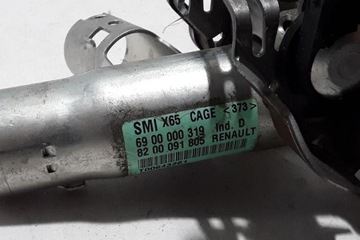 SMI X65 CAGE <373>
69 00 000 319 Ind. D
82 00 091 805 RENAULT